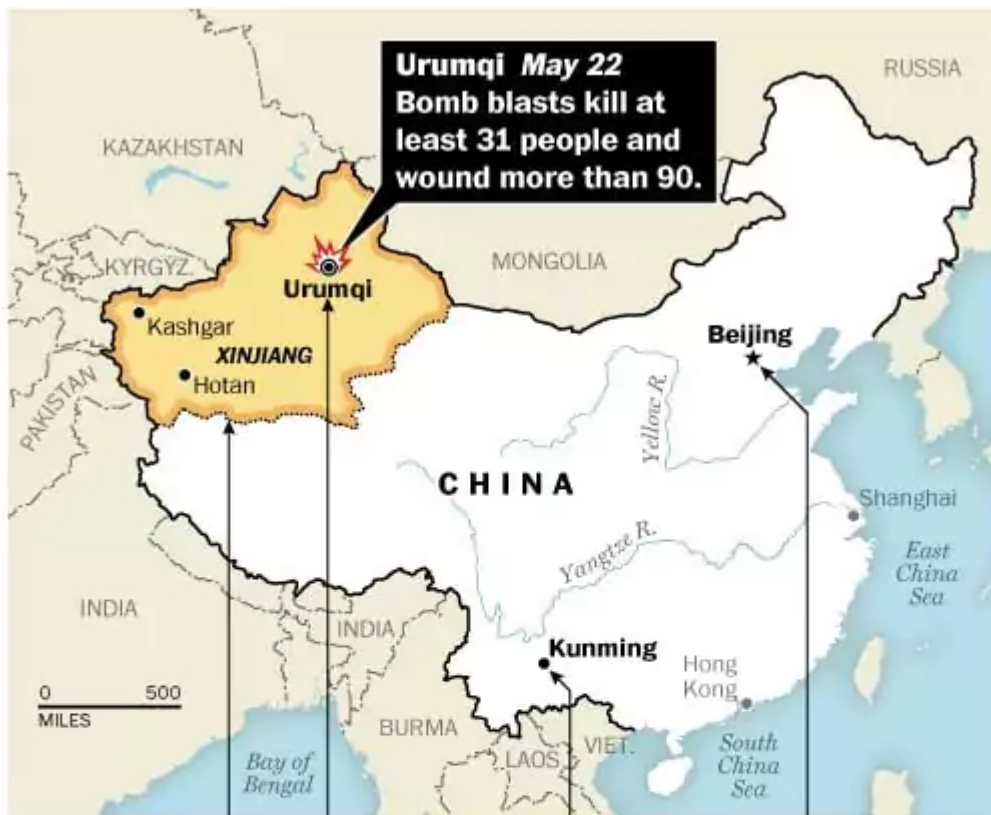 Urumqi May 22
Bomb blasts kill at
least 31 people and
wound more than 90.
RUSSIA
KAZAKHSTAN
MONGOLIA
KYRGYZ.
Urumqi
Kashgar
XINJIANG
Hotan
Beijing
PAKISTAN
Yellow R.
CHINA
Shanghai
Yangtze R.
East
China
Sea
INDIA
INDIA
Kunming
Hong
Kong
0 500
MILES
BURMA
VIET.
LAOS
Bay of
Bengal
South
China
Sea